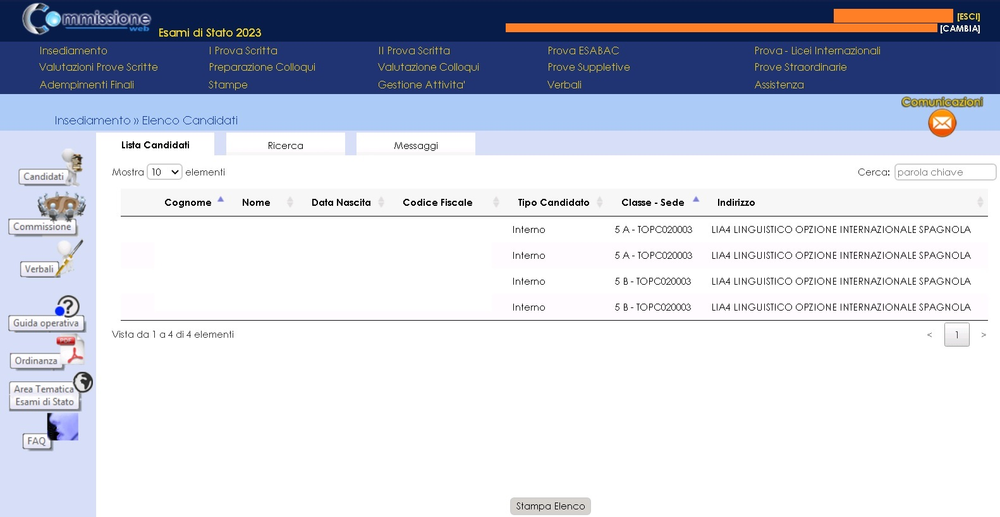 Commissione web
Esami di Stato 2023
[ESCI]
[CAMBIA]
Insediamento I Prova Scritta II Prova Scritta Prova ESABAC Prova - Licei Internazionali
Valutazioni Prove Scritte Preparazione Colloqui Valutazione Colloqui Prove Suppletive Prove Straordinarie
Adempimenti Finali Stampe Gestione Attivita' Verbali Assistenza
Comunicazioni
Insediamento » Elenco Candidati
Lista Candidati Ricerca Messaggi
Mostra 10 elementi Cerca: parola chiave
Cognome Nome Data Nascita Codice Fiscale Tipo Candidato Classe - Sede Indirizzo
Interno 5 A - TOPC020003 LIA4 LINGUISTICO OPZIONE INTERNAZIONALE SPAGNOLA
Interno 5 A - TOPC020003 LIA4 LINGUISTICO OPZIONE INTERNAZIONALE SPAGNOLA
Interno 5 B - TOPC020003 LIA4 LINGUISTICO OPZIONE INTERNAZIONALE SPAGNOLA
Interno 5 B - TOPC020003 LIA4 LINGUISTICO OPZIONE INTERNAZIONALE SPAGNOLA
Vista da 1 a 4 di 4 elementi < 1 >
Candidati
Commissione
Verbali
?
Guida operativa
PDF
Ordinanza
Area Tematica
Esami di Stato
FAQ
Stampa Elenco